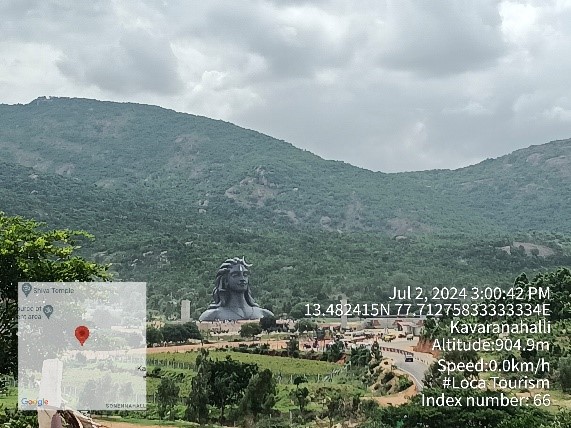 Shiva Temple
Google
Jul 2, 2024 3:00:42 PM
13.482415N 77.71275833333334E
Kavaranahalli
Altitude:904.9m
Speed:0.0km/h
#Loca Tourism
Index number: 66